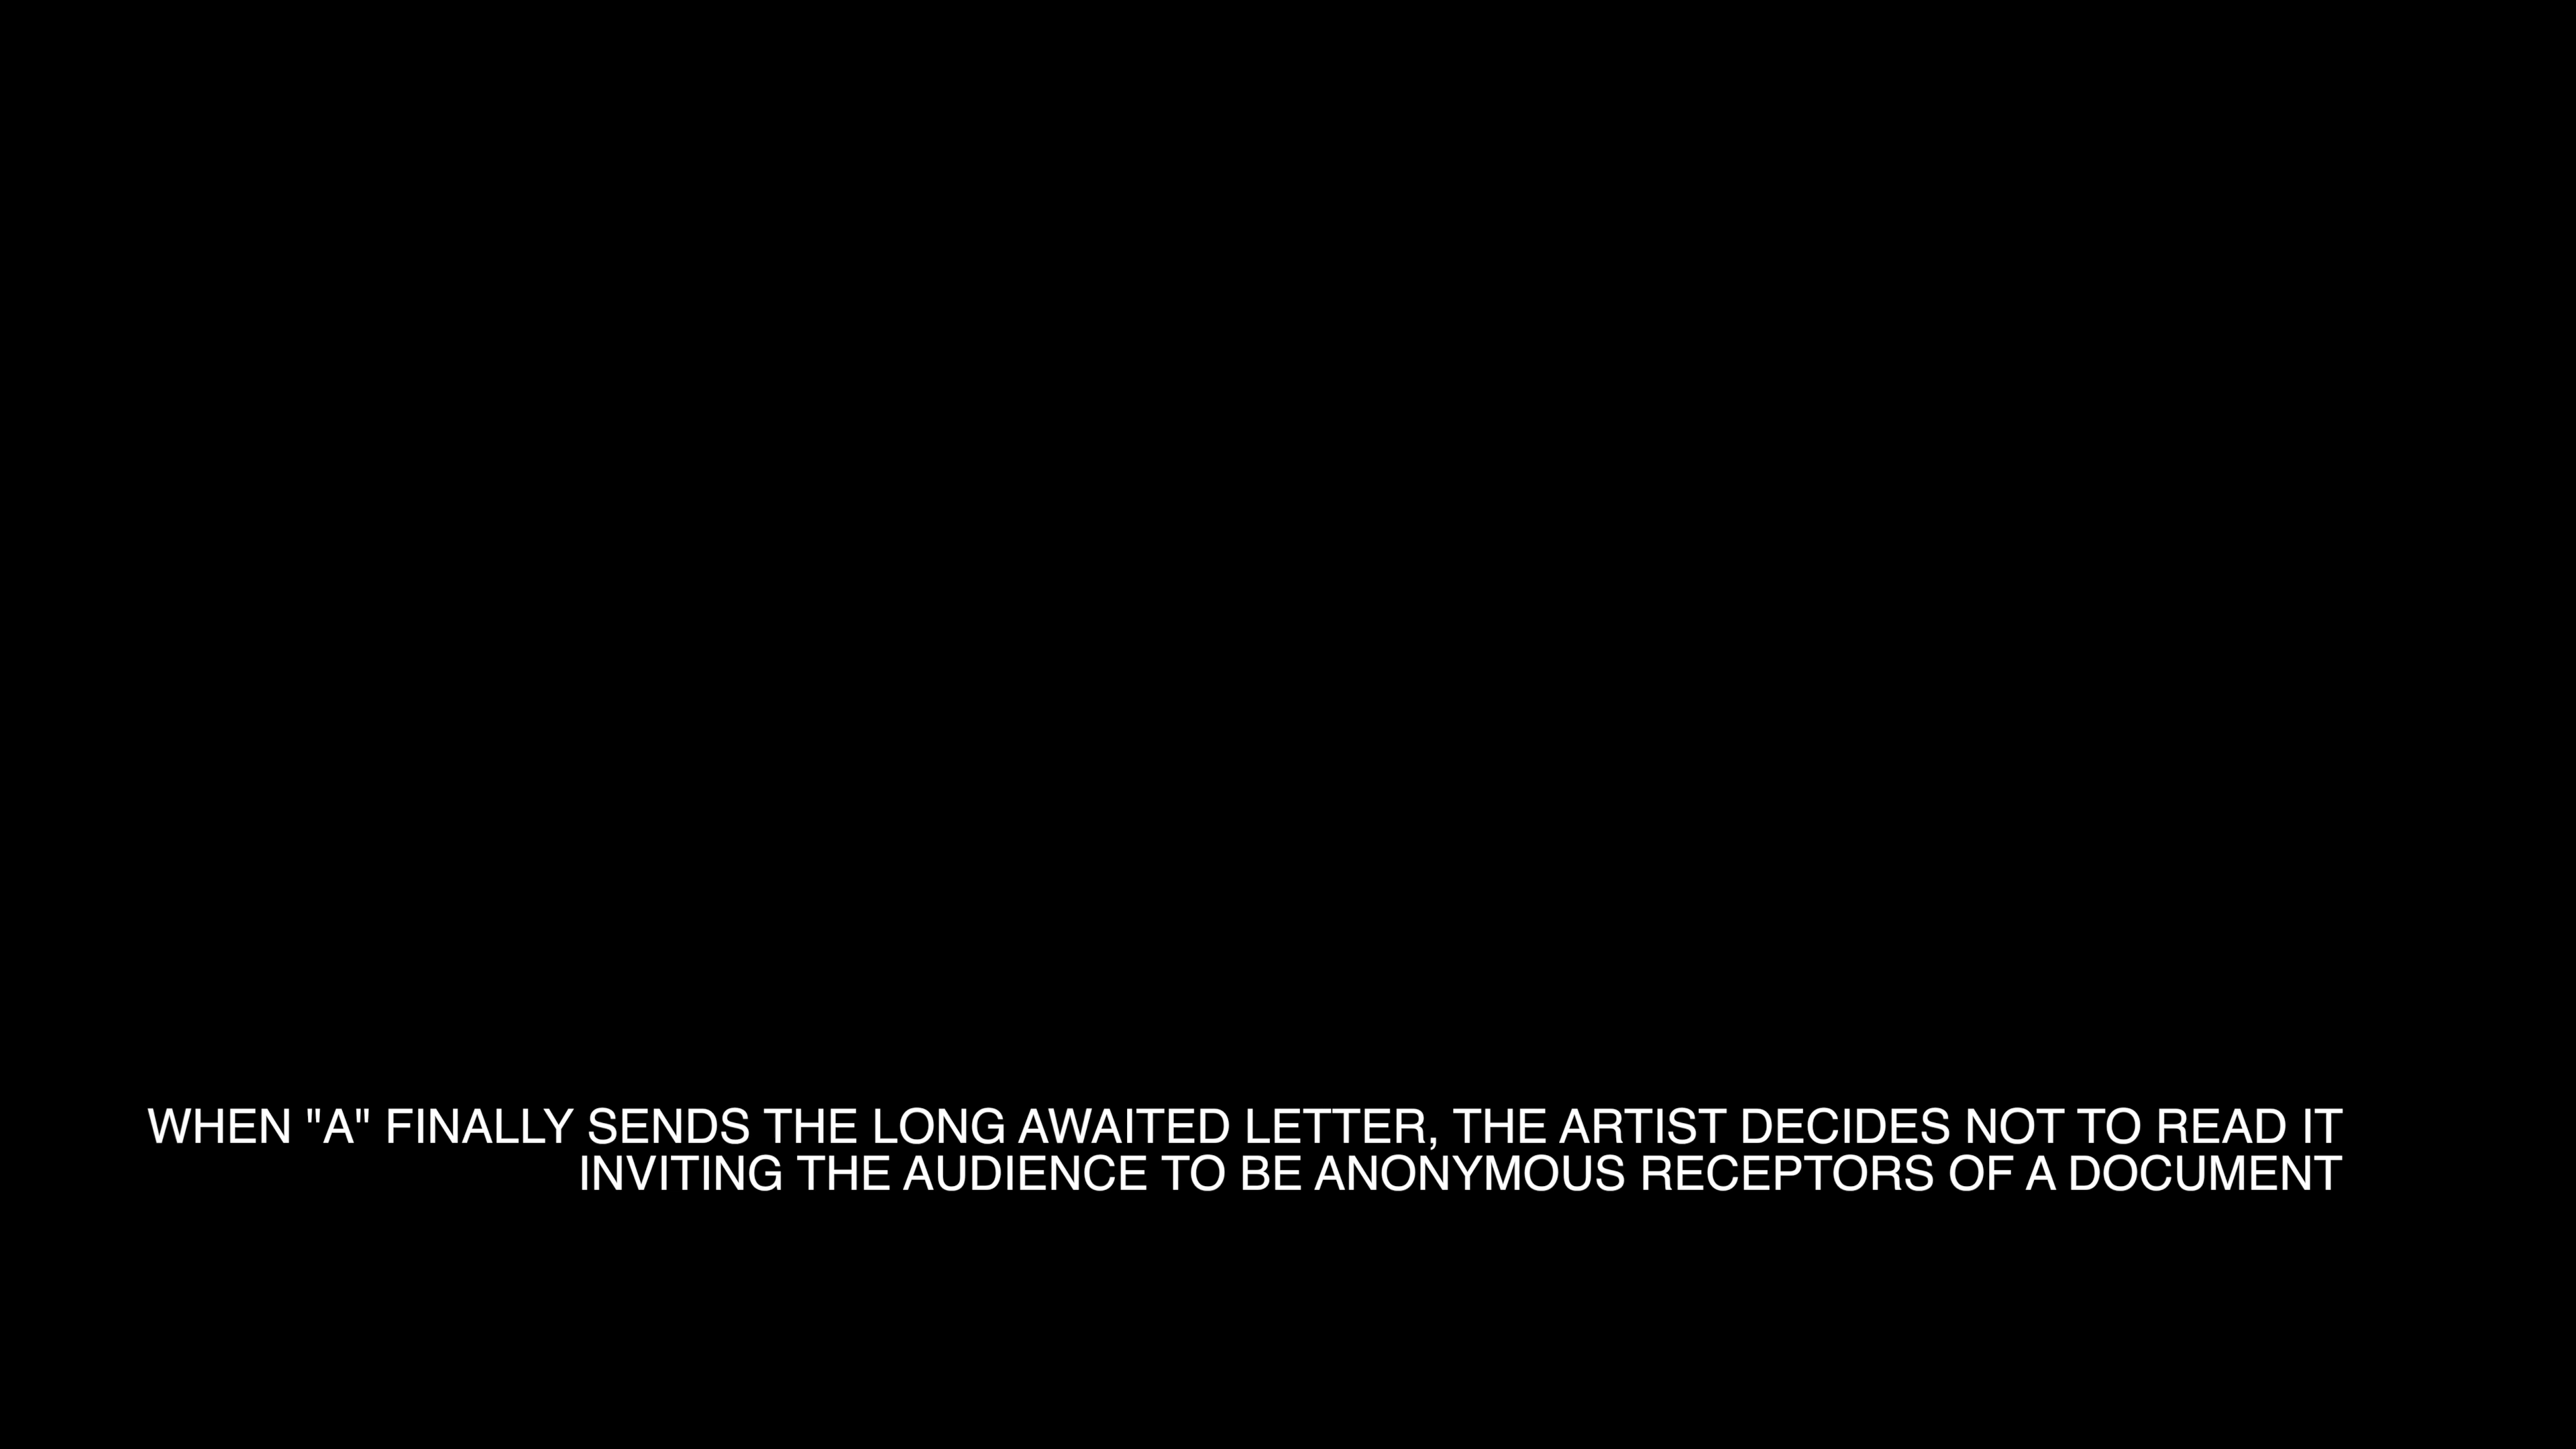 WHEN "A" FINALLY SENDS THE LONG AWAITED LETTER, THE ARTIST DECIDES NOT TO READ IT
INVITING THE AUDIENCE TO BE ANONYMOUS RECEPTORS OF A DOCUMENT